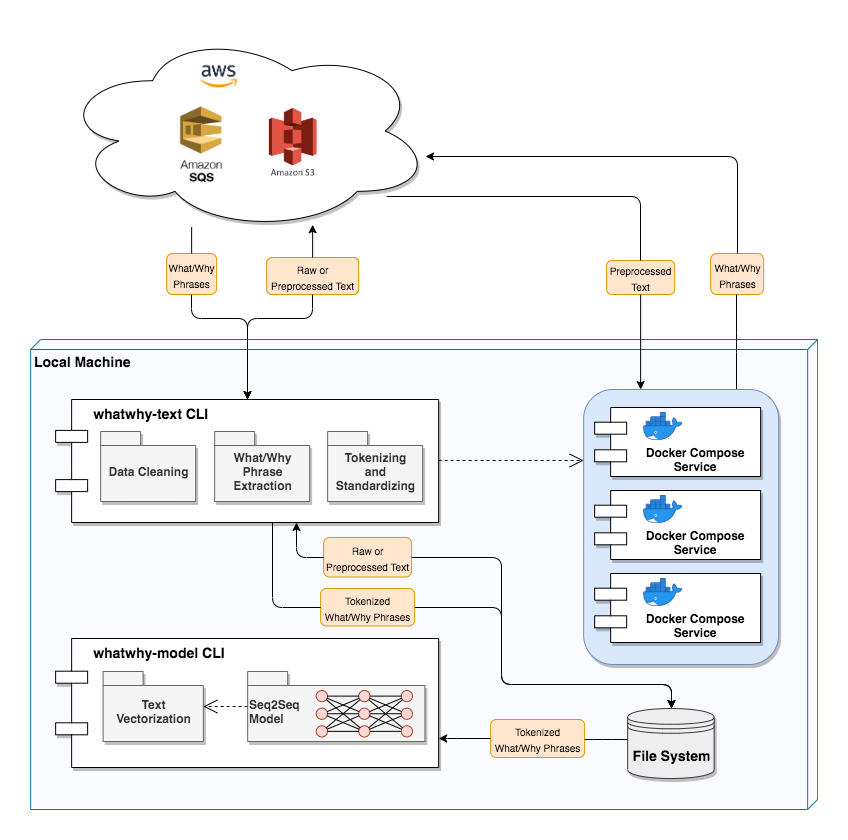 aws
Amazon
SQS
Amazon S3
What/Why
Phrases
Raw or
Preprocessed Text
Preprocessed
Text
What/Why
Phrases
Local Machine
whatwhy-text CLI
Data Cleaning
What/Why
Phrase
Extraction
Tokenizing
and
Standardizing
Docker Compose
Service
Docker Compose
Service
Docker Compose
Service
Raw or
Preprocessed Text
Tokenized
What/Why Phrases
whatwhy-model CLI
Text
Vectorization
Seq2Seq
Model
Tokenized
What/Why Phrases
File System